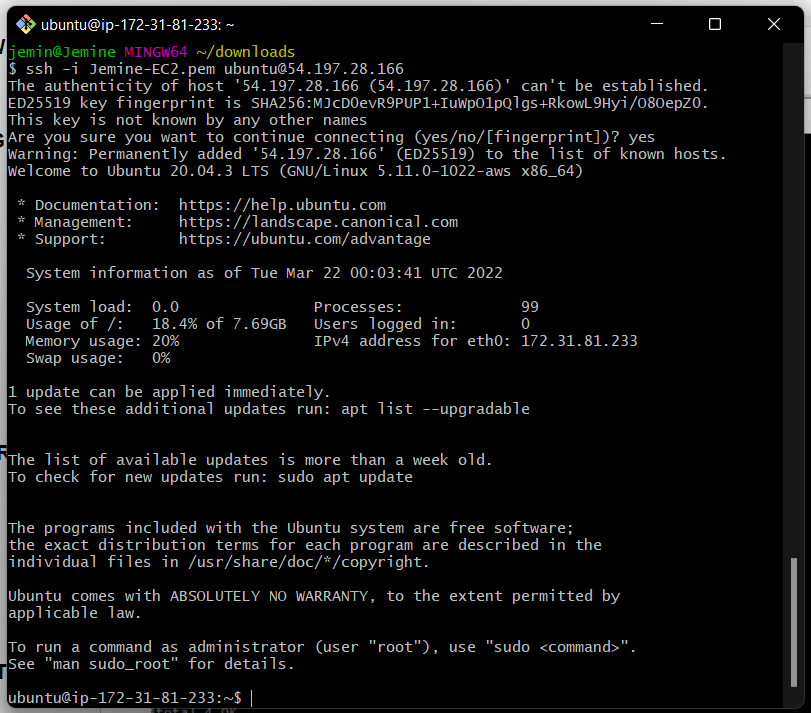 ubuntu@ip-172-31-81-233: ~
jemin@Jemine MINGW64 ~/downloads
$ ssh -i Jemine-EC2.pem ubuntu@54.197.28.166
The authenticity of host '54.197.28.166 (54.197.28.166)' can't be established.
ED25519 key fingerprint is SHA256:MJcDOevR9PUP1+IuWpO1pQlgs+RkowL9Hyi/O8OepZ0.
This key is not known by any other names
Are you sure you want to continue connecting (yes/no/[fingerprint])? yes
Warning: Permanently added '54.197.28.166' (ED25519) to the list of known hosts.
Welcome to Ubuntu 20.04.3 LTS (GNU/Linux 5.11.0-1022-aws x86_64)
* Documentation:  https://help.ubuntu.com
* Management:     https://landscape.canonical.com
* Support:        https://ubuntu.com/advantage
System information as of Tue Mar 22 00:03:41 UTC 2022
System load:  0.0               Processes:             99
Usage of /:   18.4% of 7.69GB   Users logged in:       0
Memory usage: 20%               IPv4 address for eth0: 172.31.81.233
Swap usage:   0%
1 update can be applied immediately.
To see these additional updates run: apt list --upgradable
The list of available updates is more than a week old.
To check for new updates run: sudo apt update
The programs included with the Ubuntu system are free software;
the exact distribution terms for each program are described in the
individual files in /usr/share/doc/*/copyright.
Ubuntu comes with ABSOLUTELY NO WARRANTY, to the extent permitted by
applicable law.
To run a command as administrator (user "root"), use "sudo <command>".
See "man sudo_root" for details.
ubuntu@ip-172-31-81-233:~$